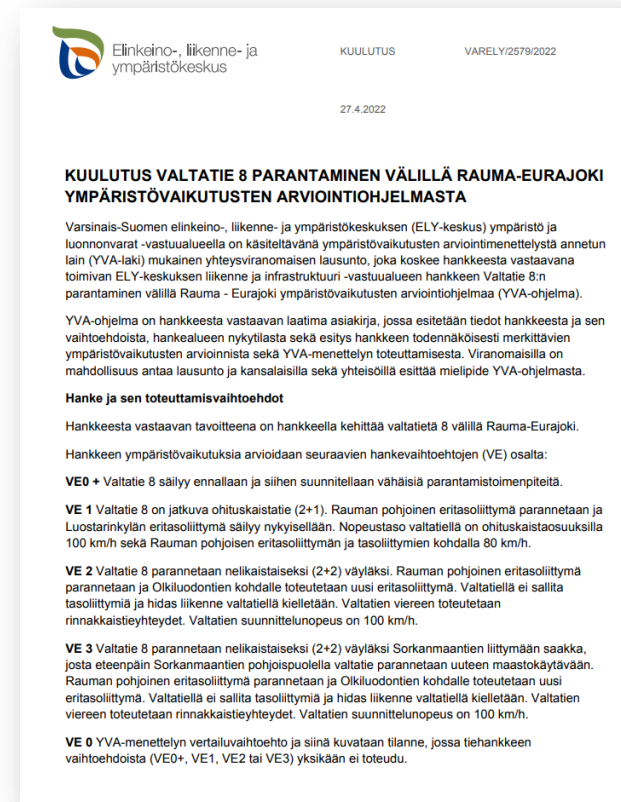 Elinkeino-, liikenne- ja
ympäristökeskus
KUULUTUS
VARELY/2579/2022
27.4.2022
KUULUTUS VALTATIE 8 PARANTAMINEN VÄLILLÄ RAUMA-EURAJOKI
YMPÄRISTÖVAIKUTUSTEN ARVIOINTIOHJELMASTA
Varsinais-Suomen elinkeino-, liikenne- ja ympäristökeskuksen (ELY-keskus) ympäristö ja
luonnonvarat -vastuualueella on käsiteltävänä ympäristövaikutusten arviointimenettelystä annetun
lain (YVA-laki) mukainen yhteysviranomaisen lausunto, joka koskee hankkeesta vastaavana
toimivan ELY-keskuksen liikenne ja infrastruktuuri -vastuualueen hankkeen Valtatie 8:n
parantaminen välillä Rauma - Eurajoki ympäristövaikutusten arviointiohjelmaa (YVA-ohjelma).
YVA-ohjelma on hankkeesta vastaavan laatima asiakirja, jossa esitetään tiedot hankkeesta ja sen
vaihtoehdoista, hankealueen nykytilasta sekä esitys hankkeen todennäköisesti merkittävien
ympäristövaikutusten arvioinnista sekä YVA-menettelyn toteuttamisesta. Viranomaisilla on
mahdollisuus antaa lausunto ja kansalaisilla sekä yhteisöillä esittää mielipide YVA-ohjelmasta.
Hanke ja sen toteuttamisvaihtoehdot
Hankkeesta vastaavan tavoitteena on hankkeella kehittää valtatietä 8 välillä Rauma-Eurajoki.
Hankkeen ympäristövaikutuksia arvioidaan seuraavien hankevaihtoehtojen (VE) osalta:
VE0 + Valtatie 8 säilyy ennallaan ja siihen suunnitellaan vähäisiä parantamistoimenpiteitä.
VE 1 Valtatie 8 on jatkuva ohituskaistatie (2+1). Rauman pohjoinen eritasoliittymä parannetaan ja
Luostarinkylän eritasoliittymä säilyy nykyisellään. Nopeustaso valtatiellä on ohituskaistaosuuksilla
100 km/h sekä Rauman pohjoisen eritasoliittymän ja tasoliittymien kohdalla 80 km/h.
VE 2 Valtatie 8 parannetaan nelikaistaiseksi (2+2) väyläksi. Rauman pohjoinen eritasoliittymä
parannetaan ja Olkiluodontien kohdalle toteutetaan uusi eritasoliittymä. Valtatiellä ei sallita
tasoliittymiä ja hidas liikenne valtatiellä kielletään. Valtatien viereen toteutetaan
rinnakkaistieyhteydet. Valtatien suunnittelunopeus on 100 km/h.
VE 3 Valtatie 8 parannetaan nelikaistaiseksi (2+2) väyläksi Sorkanmaantien liittymään saakka,
josta eteenpäin Sorkanmaantien pohjoispuolella valtatie parannetaan uuteen maastokäytävään.
Rauman pohjoinen eritasoliittymä parannetaan ja Olkiluodontien kohdalle toteutetaan uusi
eritasoliittymä. Valtatiellä ei sallita tasoliittymiä ja hidas liikenne valtatiellä kielletään. Valtatien
viereen toteutetaan rinnakkaistieyhteydet. Valtatien suunnittelunopeus on 100 km/h.
VE 0 YVA-menettelyn vertailuvaihtoehto ja siinä kuvataan tilanne, jossa tiehankkeen
vaihtoehdoista (VE0+, VE1, VE2 tai VE3) yksikään ei toteudu.